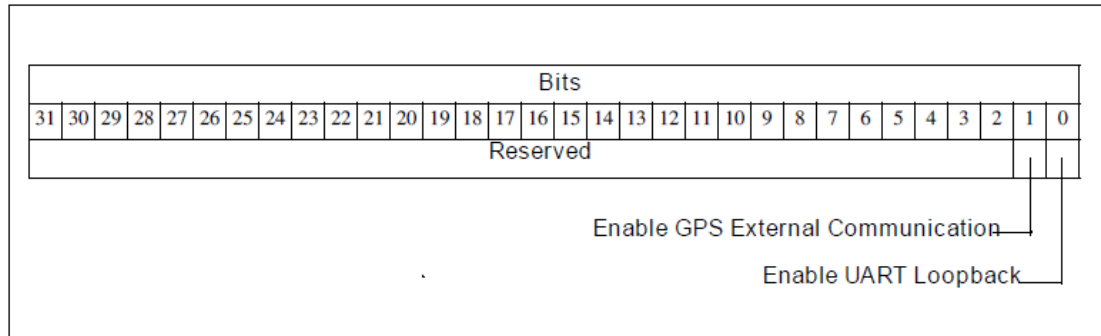 Bits
31 30 29 28 27 26 25 24 23 22 21 20 19 18 17 16 15 14 13 12 11 10 9 8 7 6 5 4 3 2 1 0
Reserved
Enable GPS External Communication
Enable UART Loopback